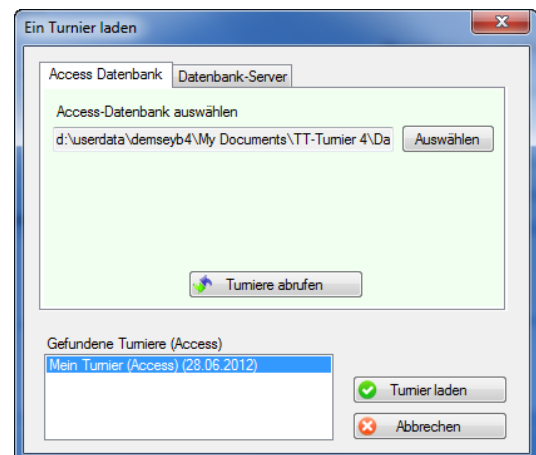 Ein Turnier laden
Access Datenbank
Datenbank-Server
Access-Datenbank auswählen
d:\userdata\demseyb4\My Documents\TT-Turnier 4\Da
Auswählen
Turniere abrufen
Gefundene Turniere (Access)
Mein Turnier (Access) (28.06.2012)
Turnier laden
Abbrechen